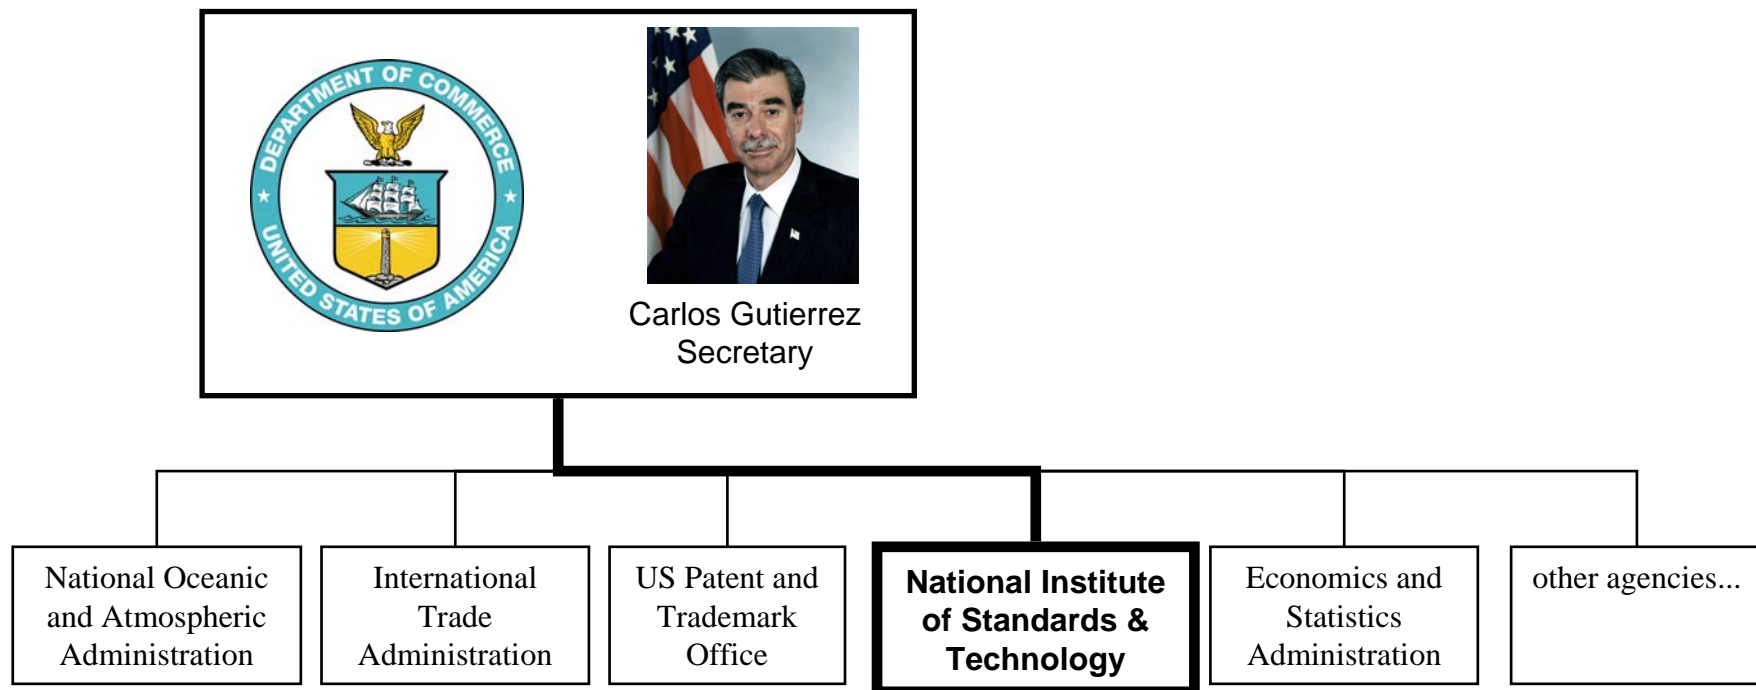 DEPARTMENT OF COMMERCE
UNITED STATES OF AMERICA
Carlos Gutierrez
Secretary
National Oceanic
and Atmospheric
Administration
International
Trade
Administration
US Patent and
Trademark
Office
National Institute
of Standards &
Technology
Economics and
Statistics
Administration
other agencies...